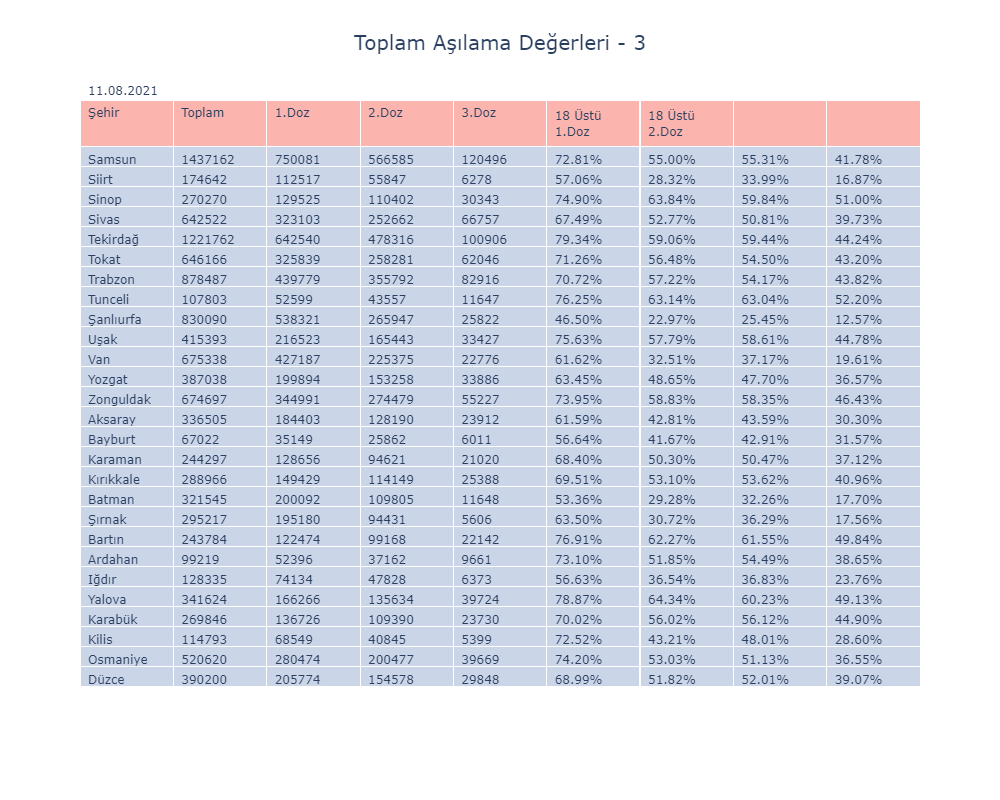 Toplam Aşılama Değerleri - 3
11.08.2021
Şehir Toplam 1.Doz 2.Doz 3.Doz 18 Üstü 1.Doz 18 Üstü 2.Doz
Samsun 1437162 750081 566585 120496 72.81% 55.00% 55.31% 41.78%
Siirt 174642 112517 55847 6278 57.06% 28.32% 33.99% 16.87%
Sinop 270270 129525 110402 30343 74.90% 63.84% 59.84% 51.00%
Sivas 642522 323103 252662 66757 67.49% 52.77% 50.81% 39.73%
Tekirdağ 1221762 642540 478316 100906 79.34% 59.06% 59.44% 44.24%
Tokat 646166 325839 258281 62046 71.26% 56.48% 54.50% 43.20%
Trabzon 878487 439779 355792 82916 70.72% 57.22% 54.17% 43.82%
Tunceli 107803 52599 43557 11647 76.25% 63.14% 63.04% 52.20%
Şanlıurfa 830090 538321 265947 25822 46.50% 22.97% 25.45% 12.57%
Uşak 415393 216523 165443 33427 75.63% 57.79% 58.61% 44.78%
Van 675338 427187 225375 22776 61.62% 32.51% 37.17% 19.61%
Yozgat 387038 199894 153258 33886 63.45% 48.65% 47.70% 36.57%
Zonguldak 674697 344991 274479 55227 73.95% 58.83% 58.35% 46.43%
Aksaray 336505 184403 128190 23912 61.59% 42.81% 43.59% 30.30%
Bayburt 67022 35149 25862 6011 56.64% 41.67% 42.91% 31.57%
Karaman 244297 128656 94621 21020 68.40% 50.30% 50.47% 37.12%
Kırıkkale 288966 149429 114149 25388 69.51% 53.10% 53.62% 40.96%
Batman 321545 200092 109805 11648 53.36% 29.28% 32.26% 17.70%
Şırnak 295217 195180 94431 5606 63.50% 30.72% 36.29% 17.56%
Bartın 243784 122474 99168 22142 76.91% 62.27% 61.55% 49.84%
Ardahan 99219 52396 37162 9661 73.10% 51.85% 54.49% 38.65%
Iğdır 128335 74134 47828 6373 56.63% 36.54% 36.83% 23.76%
Yalova 341624 166266 135634 39724 78.87% 64.34% 60.23% 49.13%
Karabük 269846 136726 109390 23730 70.02% 56.02% 56.12% 44.90%
Kilis 114793 68549 40845 5399 72.52% 43.21% 48.01% 28.60%
Osmaniye 520620 280474 200477 39669 74.20% 53.03% 51.13% 36.55%
Düzce 390200 205774 154578 29848 68.99% 51.82% 52.01% 39.07%